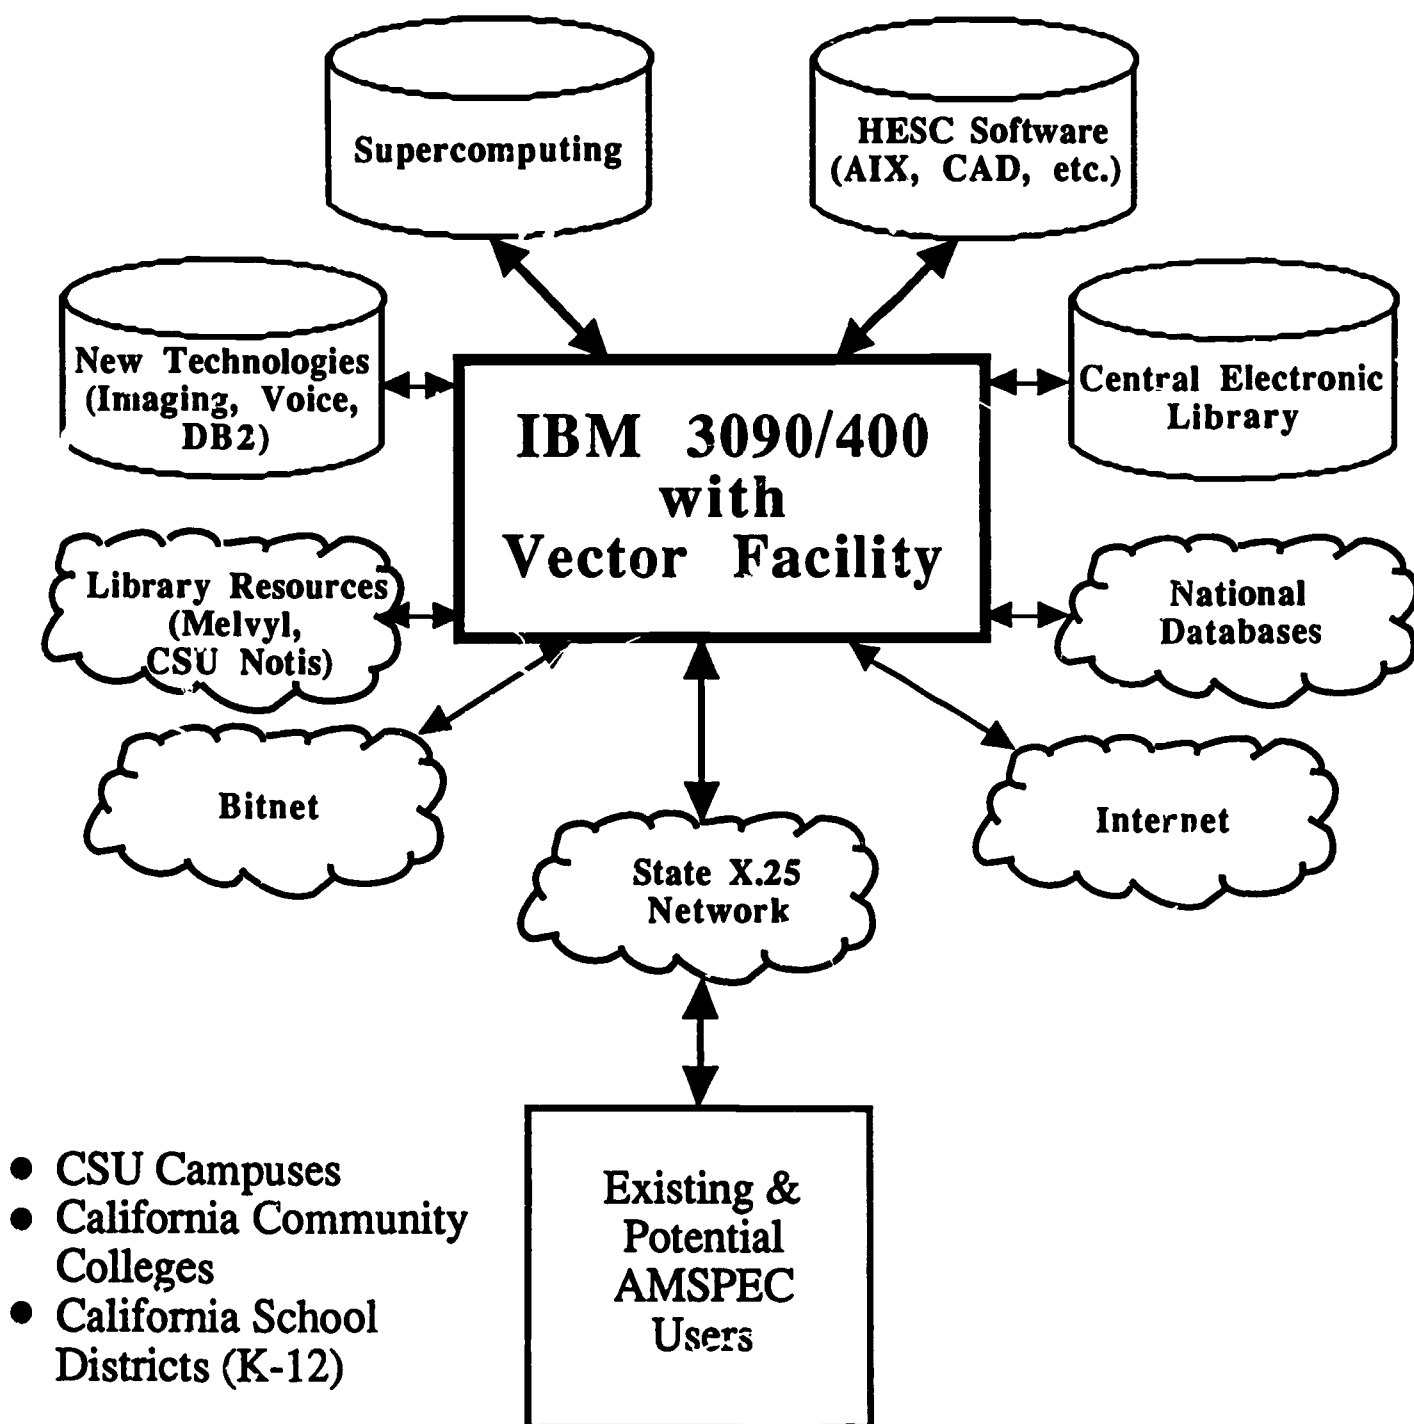 Supercomputing
HESC Software
(AIX, CAD, etc.)
New Technologies
(Imaging, Voice,
DB2)
IBM 3090/400
with
Vector Facility
Central Electronic
Library
Library Resources
(Melvyl,
CSU Notis)
National
Databases
Bitnet
Internet
State X.25
Network
Existing &
Potential
AMSPEC
Users
• CSU Campuses
• California Community
Colleges
• California School
Districts (K-12)